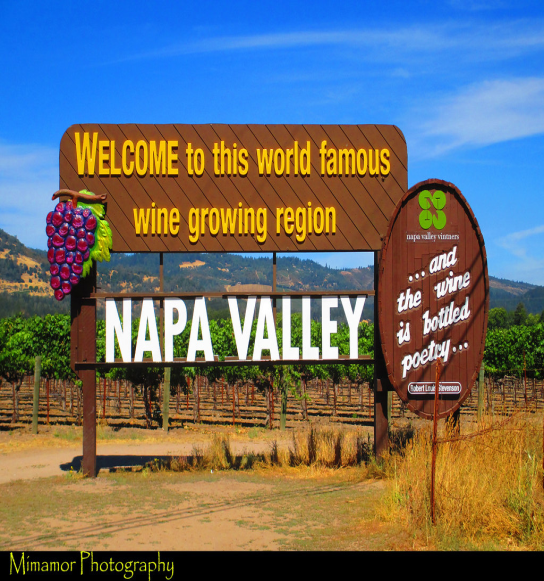 WELCOME to this world famous
wine growing region
NAPA VALLEY
napa valley vintners
...and
the wine
is bottled
poetry...
Robert Louis Stevenson
Mimamor Photography